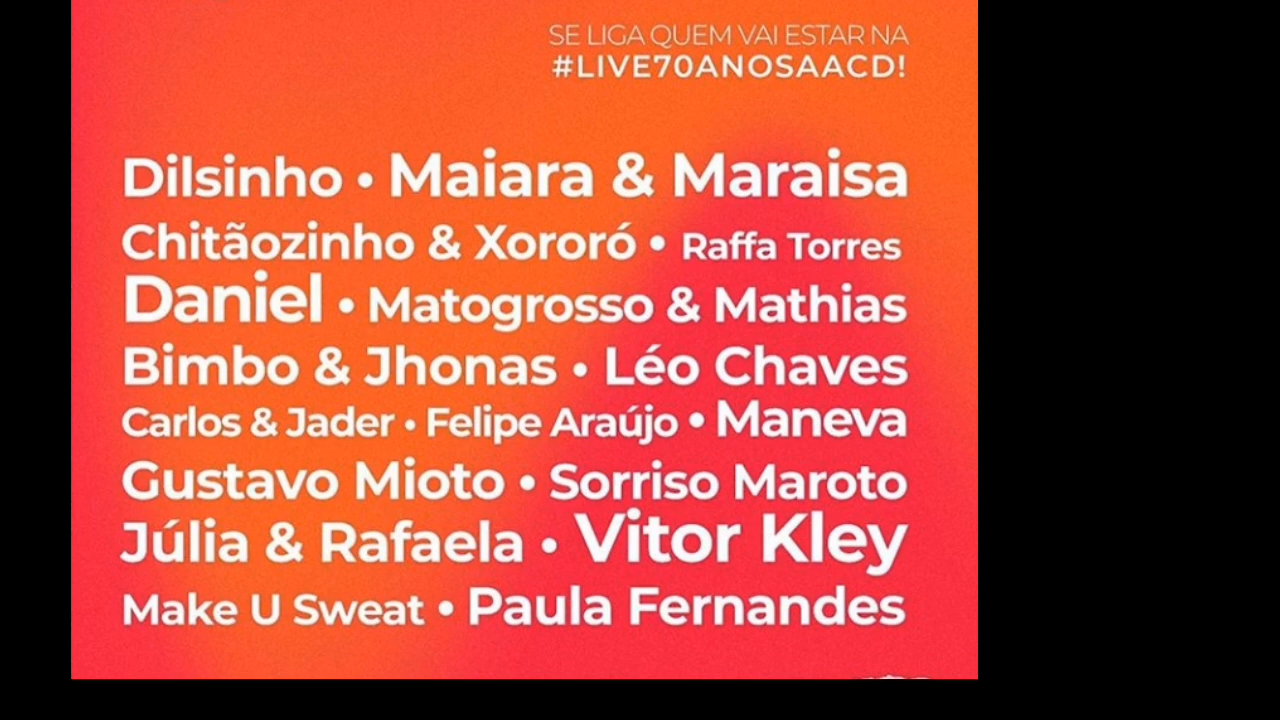 SE LIGA QUEM VAI ESTAR NA
#LIVE70ANOSAACD!
Dilsinho • Maiara & Maraisa
Chitãozinho & Xororó • Raffa Torres
Daniel • Matogrosso & Mathias
Bimbo & Jhonas • Léo Chaves
Carlos & Jader • Felipe Araújo • Maneva
Gustavo Mioto • Sorriso Maroto
Júlia & Rafaela • Vitor Kley
Make U Sweat • Paula Fernandes